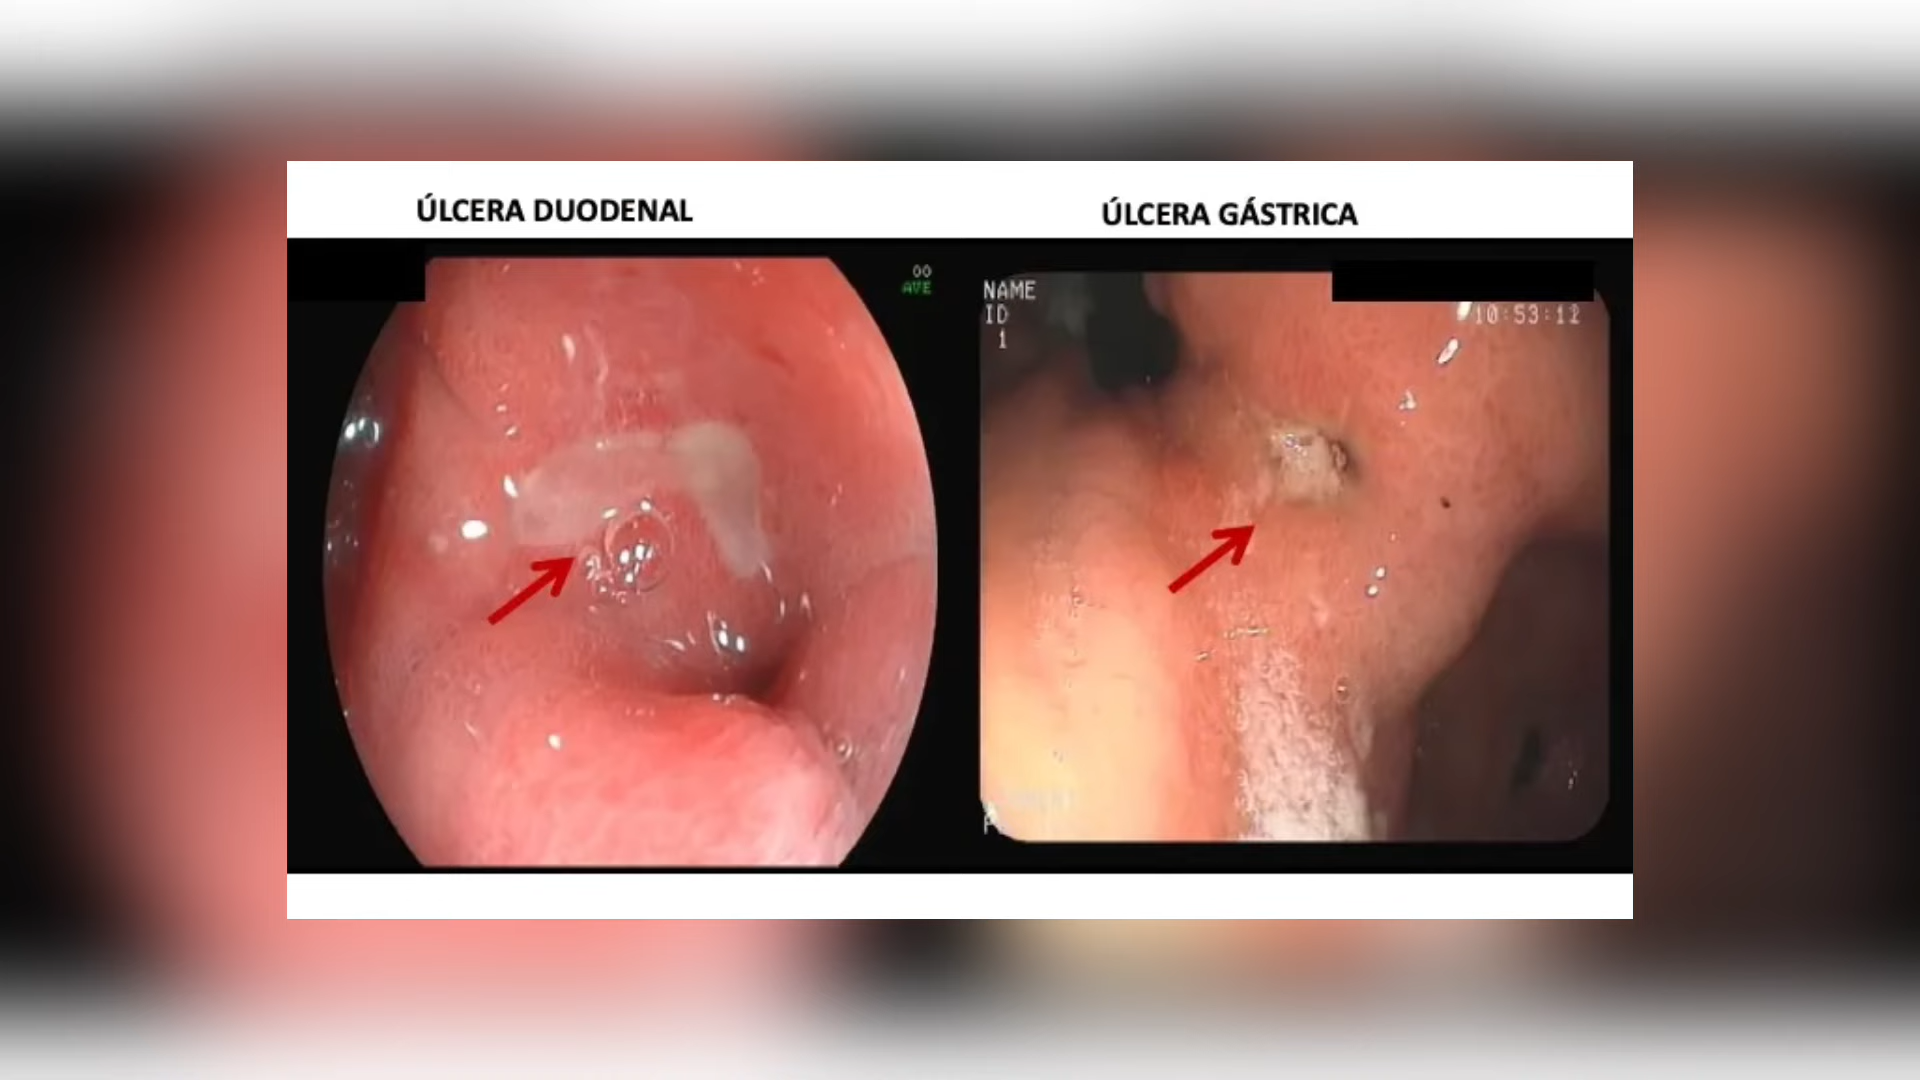 ÚLCERA DUODENAL
ÚLCERA GÁSTRICA
00
AVE
NAME
ID
1
10:53:12